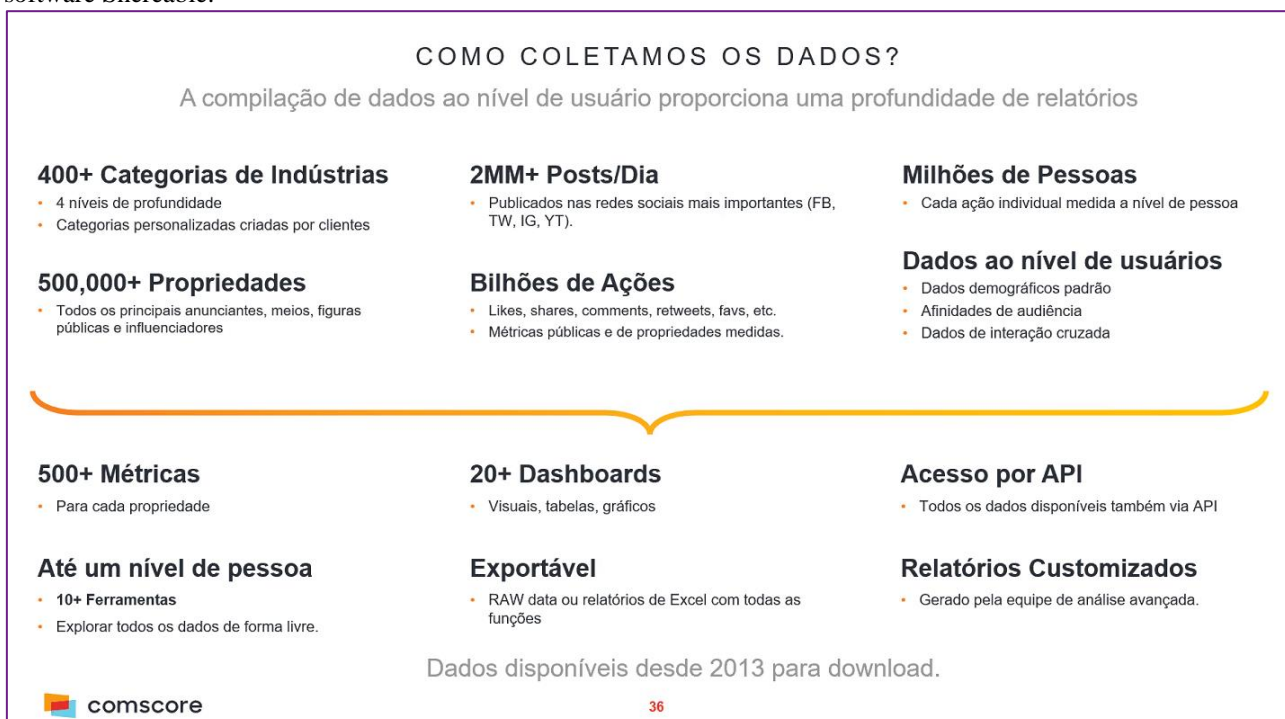 software Shereable.
COMO COLETAMOS OS DADOS?
A compilação de dados ao nível de usuário proporciona uma profundidade de relatórios
400+ Categorias de Indústrias
• 4 níveis de profundidade
• Categorias personalizadas criadas por clientes
500,000+ Propriedades
• Todos os principais anunciantes, meios, figuras
públicas e influenciadores
2MM+ Posts/Dia
• Publicados nas redes sociais mais importantes (FB,
TW, IG, YT).
Bilhões de Ações
• Likes, shares, comments, retweets, favs, etc.
• Métricas públicas e de propriedades medidas.
Milhões de Pessoas
• Cada ação individual medida a nível de pessoa
Dados ao nível de usuários
• Dados demográficos padrão
• Afinidades de audiência
• Dados de interação cruzada
500+ Métricas
• Para cada propriedade
Até um nível de pessoa
• 10+ Ferramentas
• Explorar todos os dados de forma livre.
20+ Dashboards
• Visuais, tabelas, gráficos
Exportável
• RAW data ou relatórios de Excel com todas as
funções
Acesso por API
• Todos os dados disponíveis também via API
Relatórios Customizados
• Gerado pela equipe de análise avançada.
Dados disponíveis desde 2013 para download.
comscore
36